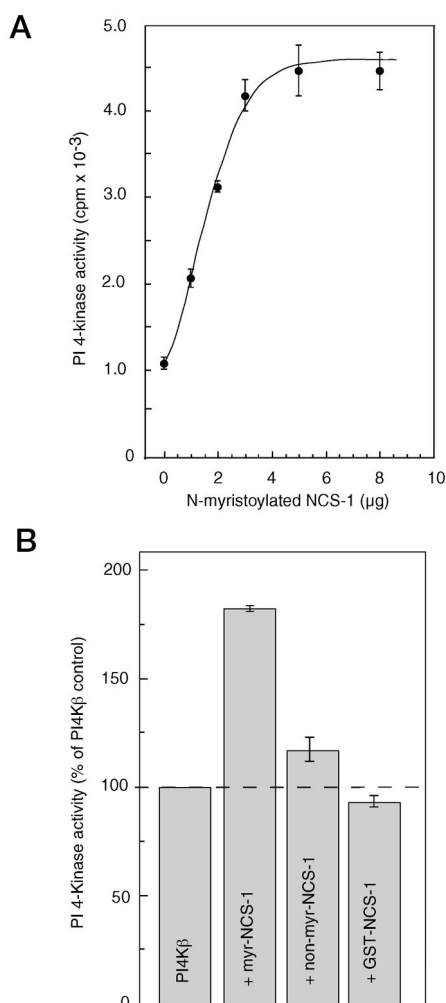 A
5.0
4.0
3.0
2.0
1.0
0
PI 4-kinase activity (cpm x 10-3)
0 2 4 6 8 10
N-myristoylated NCS-1 (µg)
B
200
150
100
50
0
PI 4-Kinase activity (% of PI4Kβ control)
PI4Kβ
+ myr-NCS-1
+ non-myr-NCS-1
+ GST-NCS-1